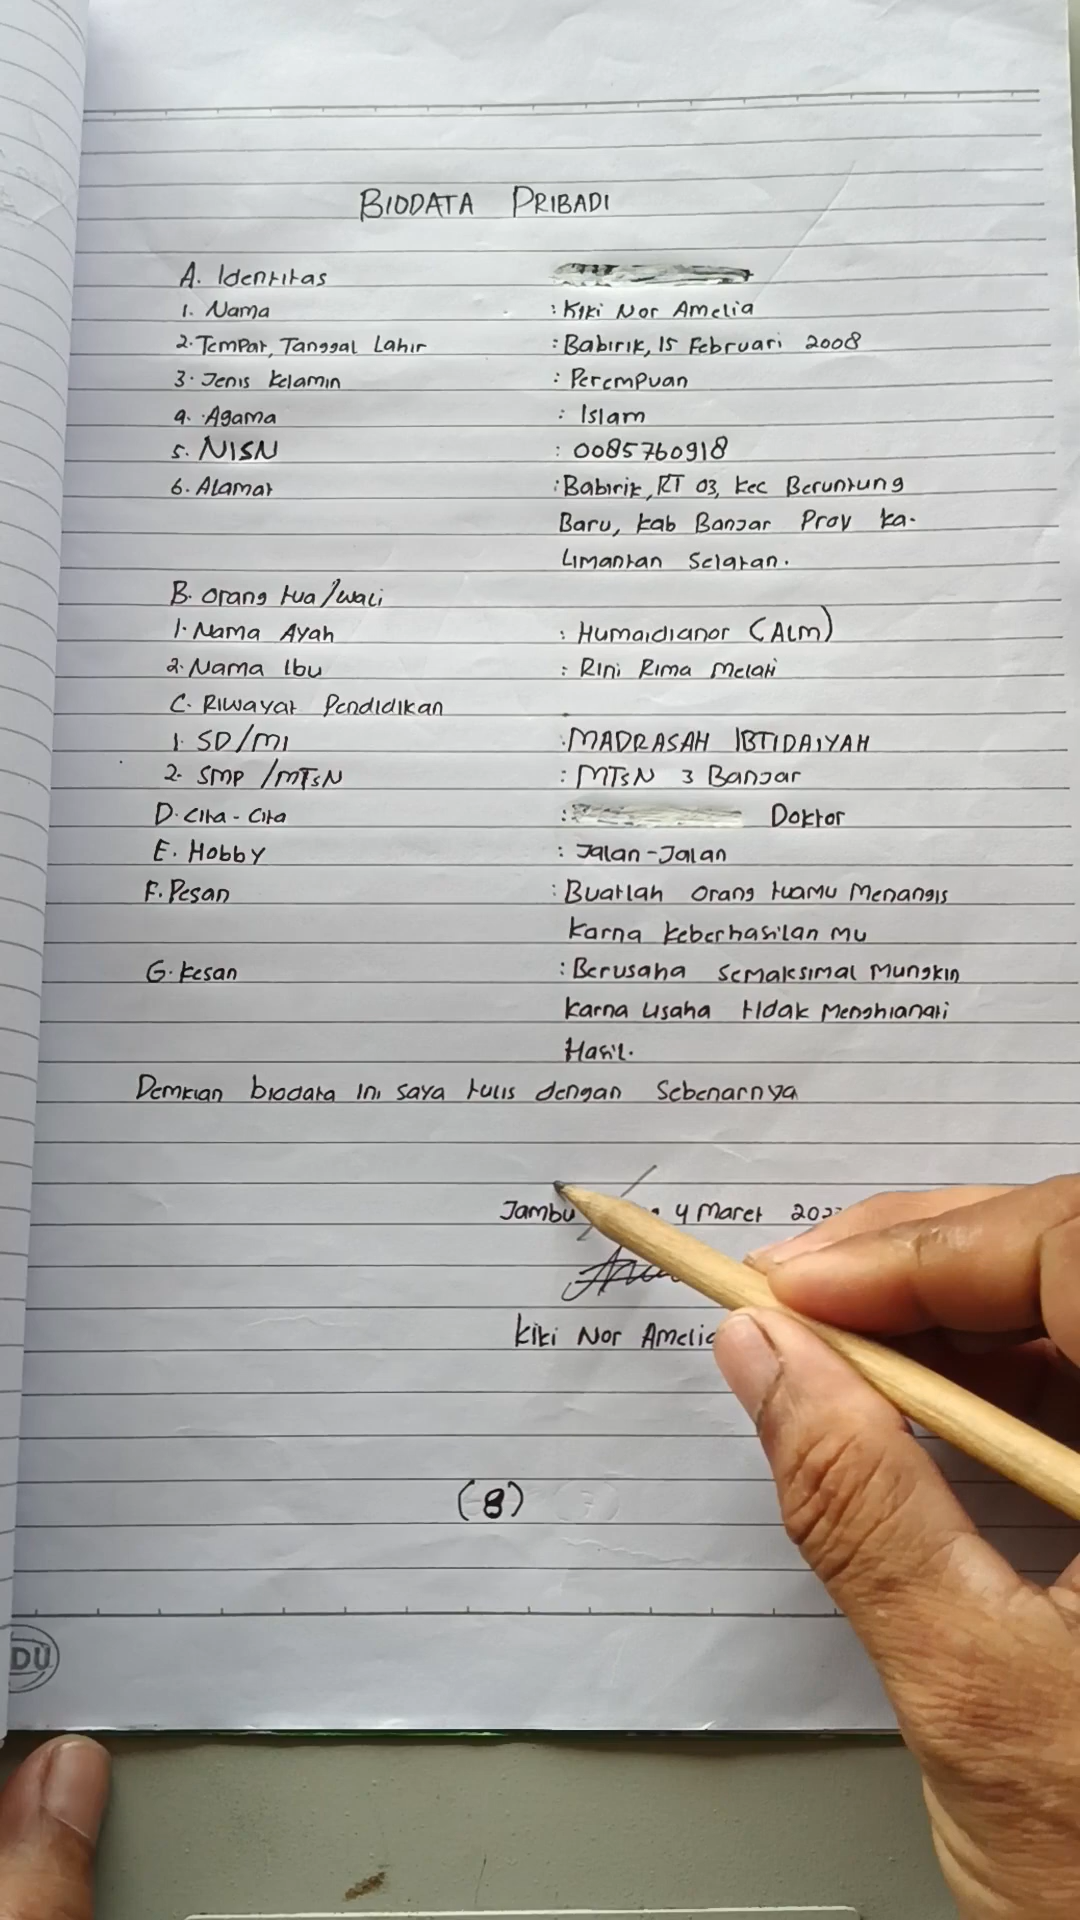 BIODATA PRIBADI
A. Identitas
1. Nama : Kiki Nor Amelia
2. Tempat, Tanggal Lahir : Babirik, 15 Februari 2008
3. Jenis Kelamin : Perempuan
4. Agama : Islam
5. NISN : 0085760918
6. Alamat : Babirik, RT 03, Kec Beruntung
Baru, Kab Banjar Prov Ka-
Limantan Selatan.
B. Orang tua/wali
1. Nama Ayah : Humaidianor (ALM)
2. Nama Ibu : Rini Rima Melati
C. Riwayat Pendidikan
1. SD/MI : MADRASAH IBTIDAIYAH
2. SMP /MTsN : MTsN 3 Banjar
D. Cita-Cita : Doktor
E. Hobby : Jalan-Jalan
F. Pesan : Buatlah orang tuamu Menangis
Karna Keberhasilan mu
G. Kesan : Berusaha semaksimal Mungkin
Karna usaha tidak Menghianati
Hasil.
Demkian biodata ini saya tulis dengan Sebenarnya
Jambu 4 Maret
Kiki Nor Amelia
(8)
DU